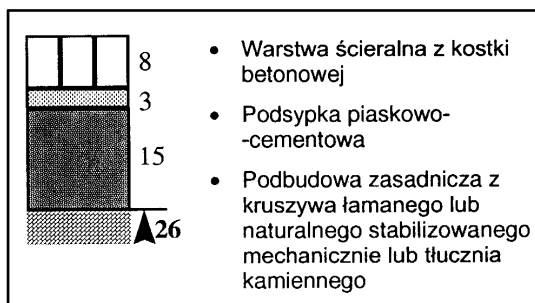 8
3
15
26
• Warstwa ścieralna z kostki
betonowej
• Podsypka piaskowo-
-cementowa
• Podbudowa zasadnicza z
kruszywa łamanego lub
naturalnego stabilizowanego
mechanicznie lub tłucznia
kamiennego